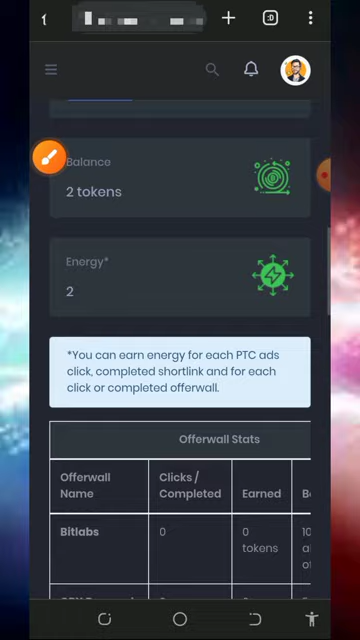 :D
Balance
2 tokens
Energy*
2
*You can earn energy for each PTC ads
click, completed shortlink and for each
click or completed offerwall.
Offerwall Stats
Offerwall
Name
Clicks /
Completed
Earned
Bitlabs
0
0
tokens
10